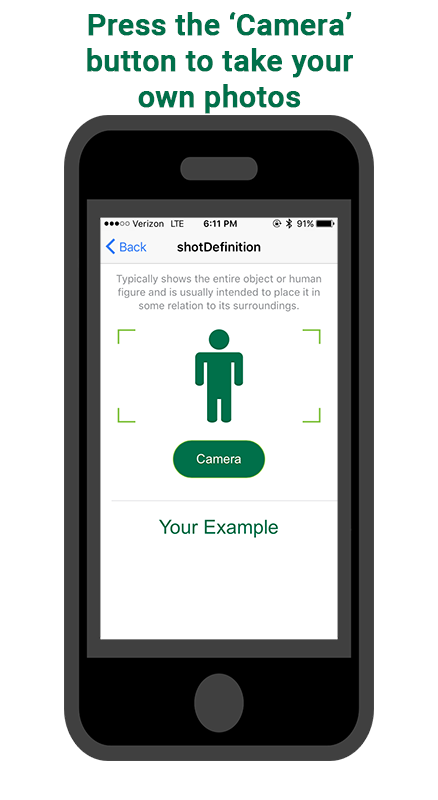 Press the ‘Camera’
button to take your
own photos
Verizon LTE 6:11 PM 91%
Back shotDefinition
Typically shows the entire object or human
figure and is usually intended to place it in
some relation to its surroundings.
Camera
Your Example